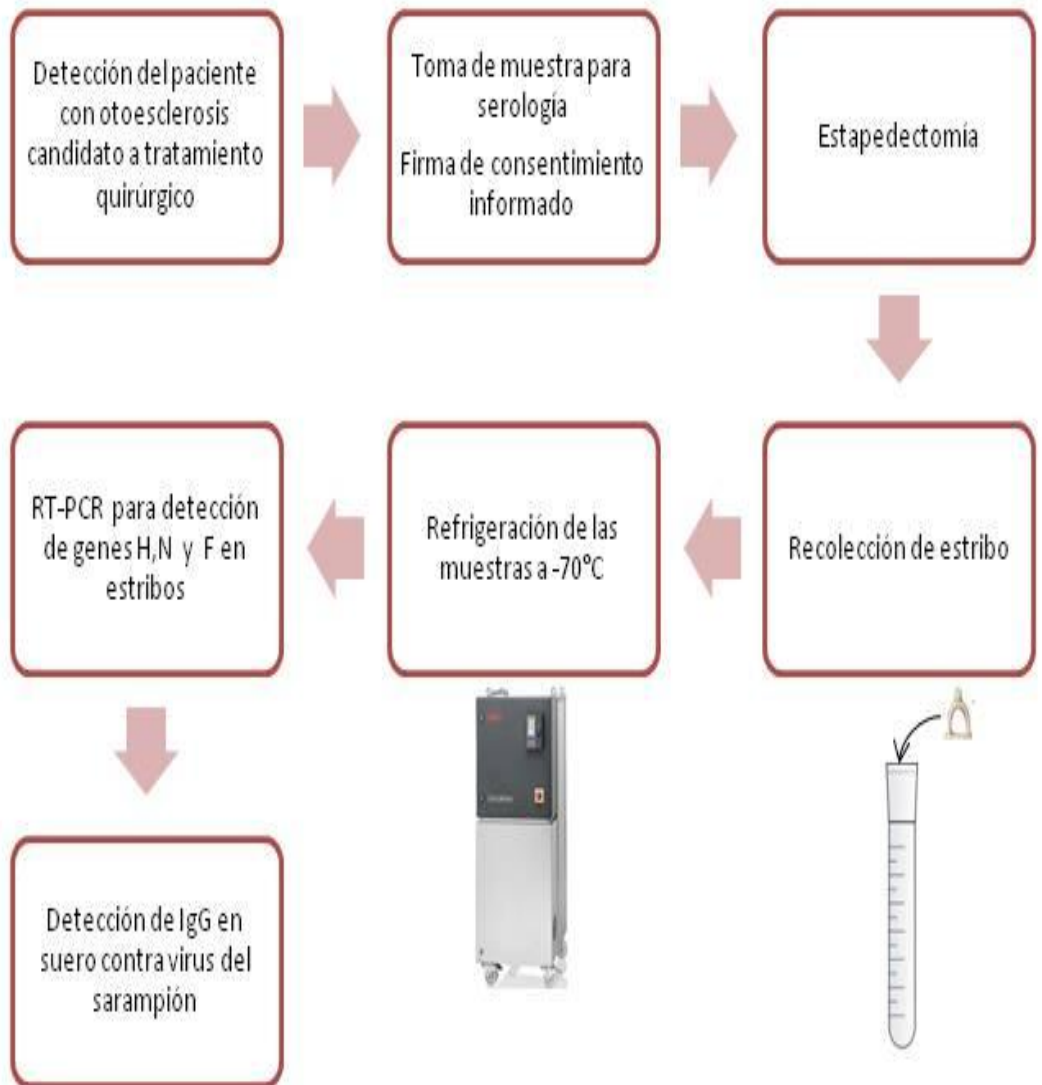 Detección del paciente
con otoesclerosis
candidato a tratamiento
quirúrgico
Toma de muestra para
serología
Firma de consentimiento
informado
Estapedectomía
Recolección de estribo
Refrigeración de las
muestras a -70°C
RT-PCR para detección
de genes H,N y F en
estribos
Detección de IgG en
suero contra virus del
sarampión